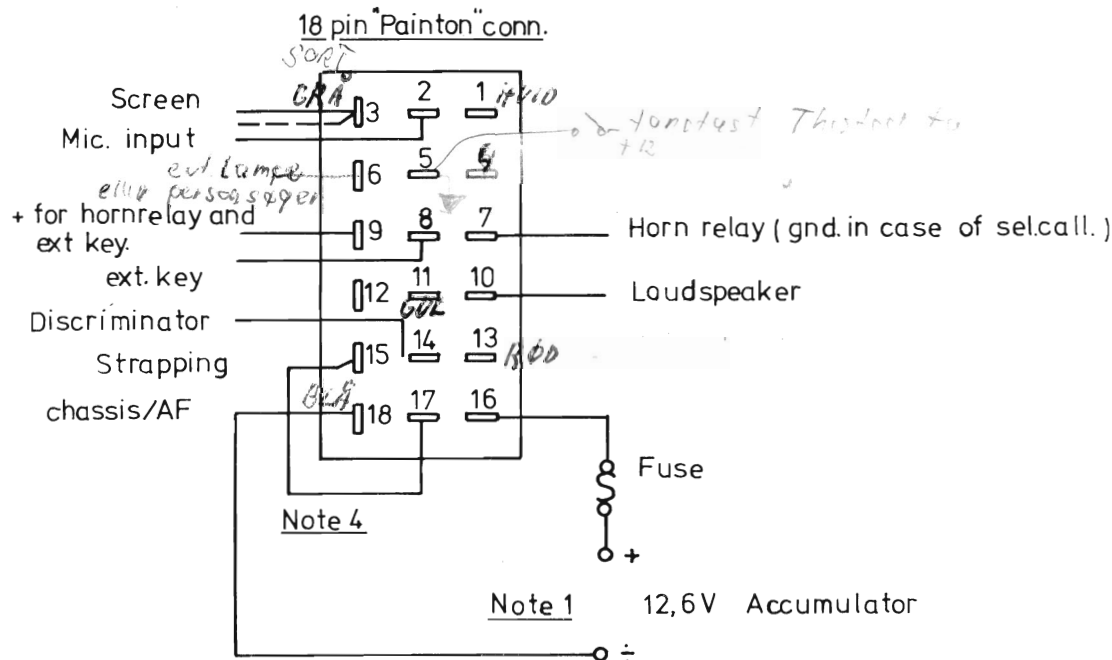 18 pin "Painton" conn.
SORT
GRÅ 3 2 1 HVID
Screen
Mic. input
tonetast
+12
evt. Lampe 6 5 4
eller personsøger
+ for hornrelay and
ext key.
9 8 7
Horn relay ( gnd. in case of sel.call. )
ext. key
12 11 10
Loudspeaker
GUL
Discriminator
14 13 RØD
Strapping 15
BLÅ
chassis/AF 18 17 16
Fuse
Note 4
+
Note 1 12,6V Accumulator
÷